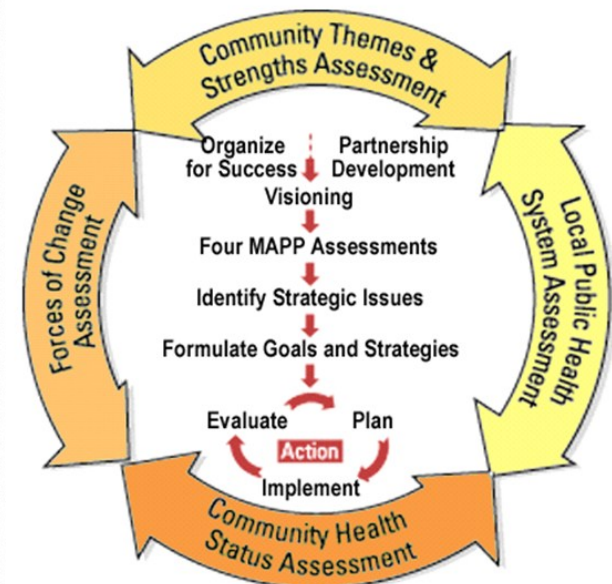 Community Themes &
Strengths Assessment
Organize
for Success
Partnership
Development
Visioning
Four MAPP Assessments
Identify Strategic Issues
Formulate Goals and Strategies
Evaluate
Plan
Action
Implement
Forces of Change
Assessment
Local Public Health
System Assessment
Community Health
Status Assessment